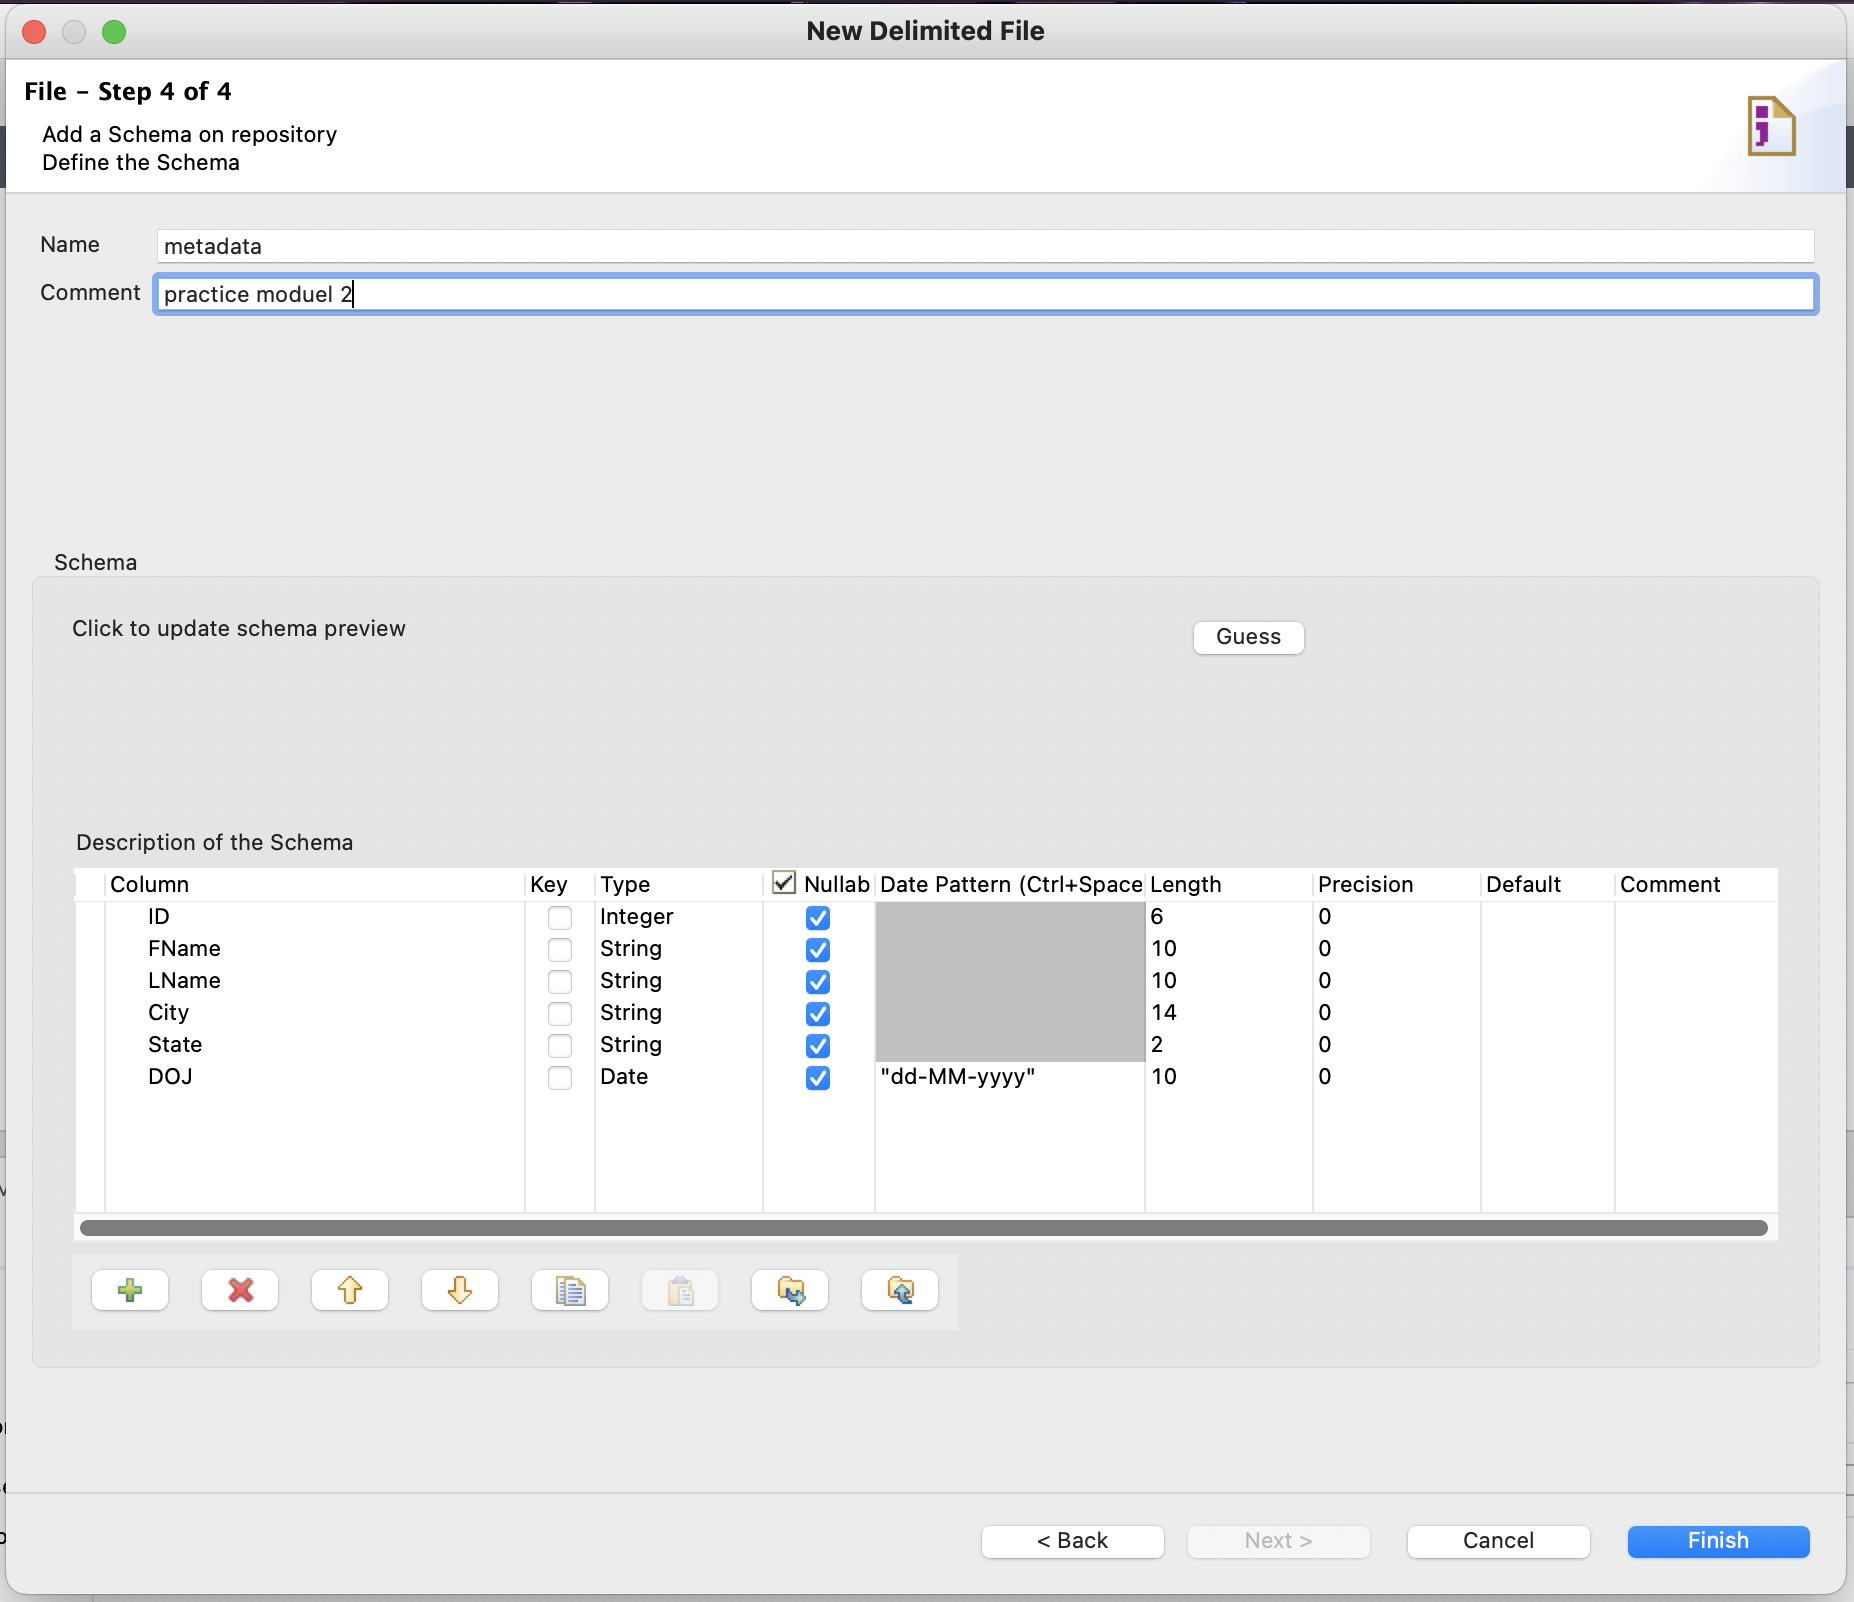 New Delimited File
File – Step 4 of 4
Add a Schema on repository
Define the Schema
Name metadata
Comment practice moduel 2
Schema
Click to update schema preview Guess
Description of the Schema
Column Key Type Nullab Date Pattern (Ctrl+Space Length Precision Default Comment
ID Integer 6 0
FName String 10 0
LName String 10 0
City String 14 0
State String 2 0
DOJ Date "dd-MM-yyyy" 10 0
< Back Next > Cancel Finish